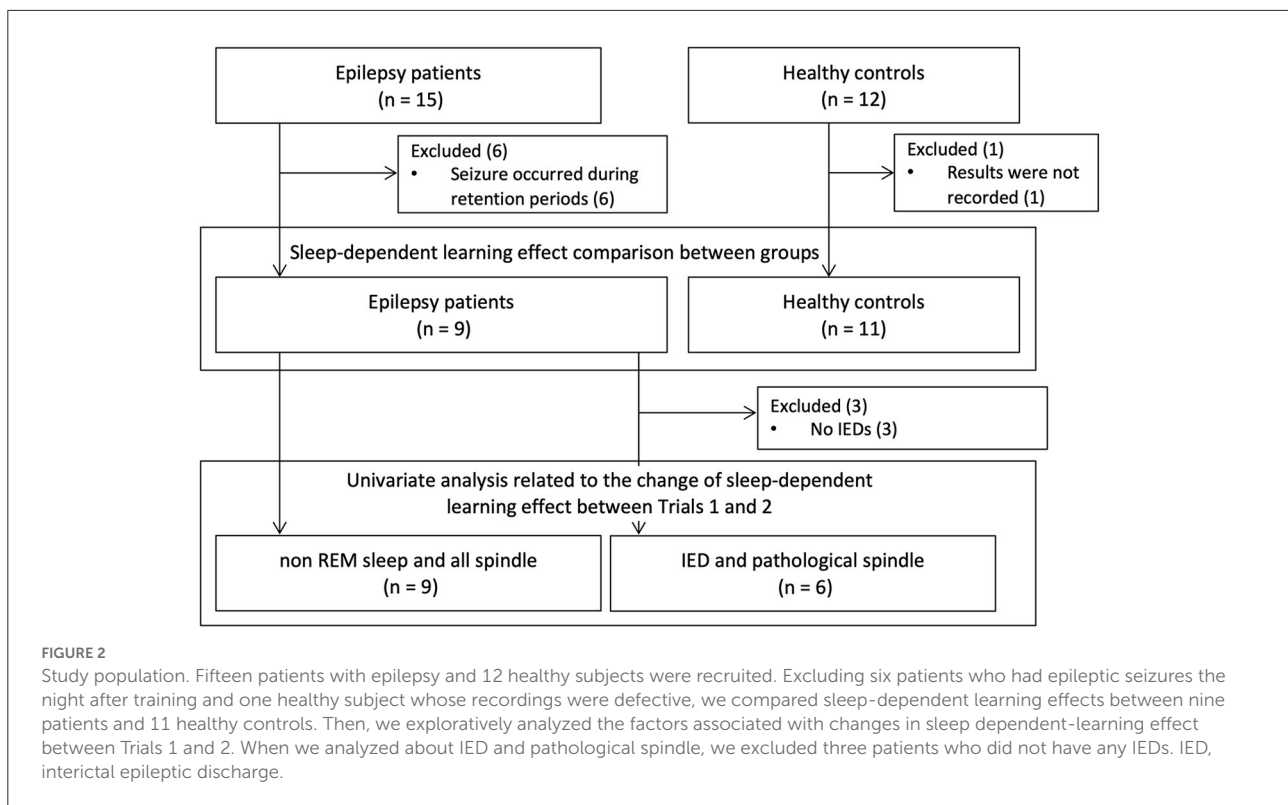 Epilepsy patients
(n = 15)
Healthy controls
(n = 12)
Excluded (6)
• Seizure occurred during
retention periods (6)
Excluded (1)
• Results were not
recorded (1)
Sleep-dependent learning effect comparison between groups
Epilepsy patients
(n = 9)
Healthy controls
(n = 11)
Excluded (3)
• No IEDs (3)
Univariate analysis related to the change of sleep-dependent
learning effect between Trials 1 and 2
non REM sleep and all spindle
(n = 9)
IED and pathological spindle
(n = 6)
FIGURE 2
Study population. Fifteen patients with epilepsy and 12 healthy subjects were recruited. Excluding six patients who had epileptic seizures the
night after training and one healthy subject whose recordings were defective, we compared sleep-dependent learning effects between nine
patients and 11 healthy controls. Then, we exploratively analyzed the factors associated with changes in sleep dependent-learning effect
between Trials 1 and 2. When we analyzed about IED and pathological spindle, we excluded three patients who did not have any IEDs. IED,
interictal epileptic discharge.